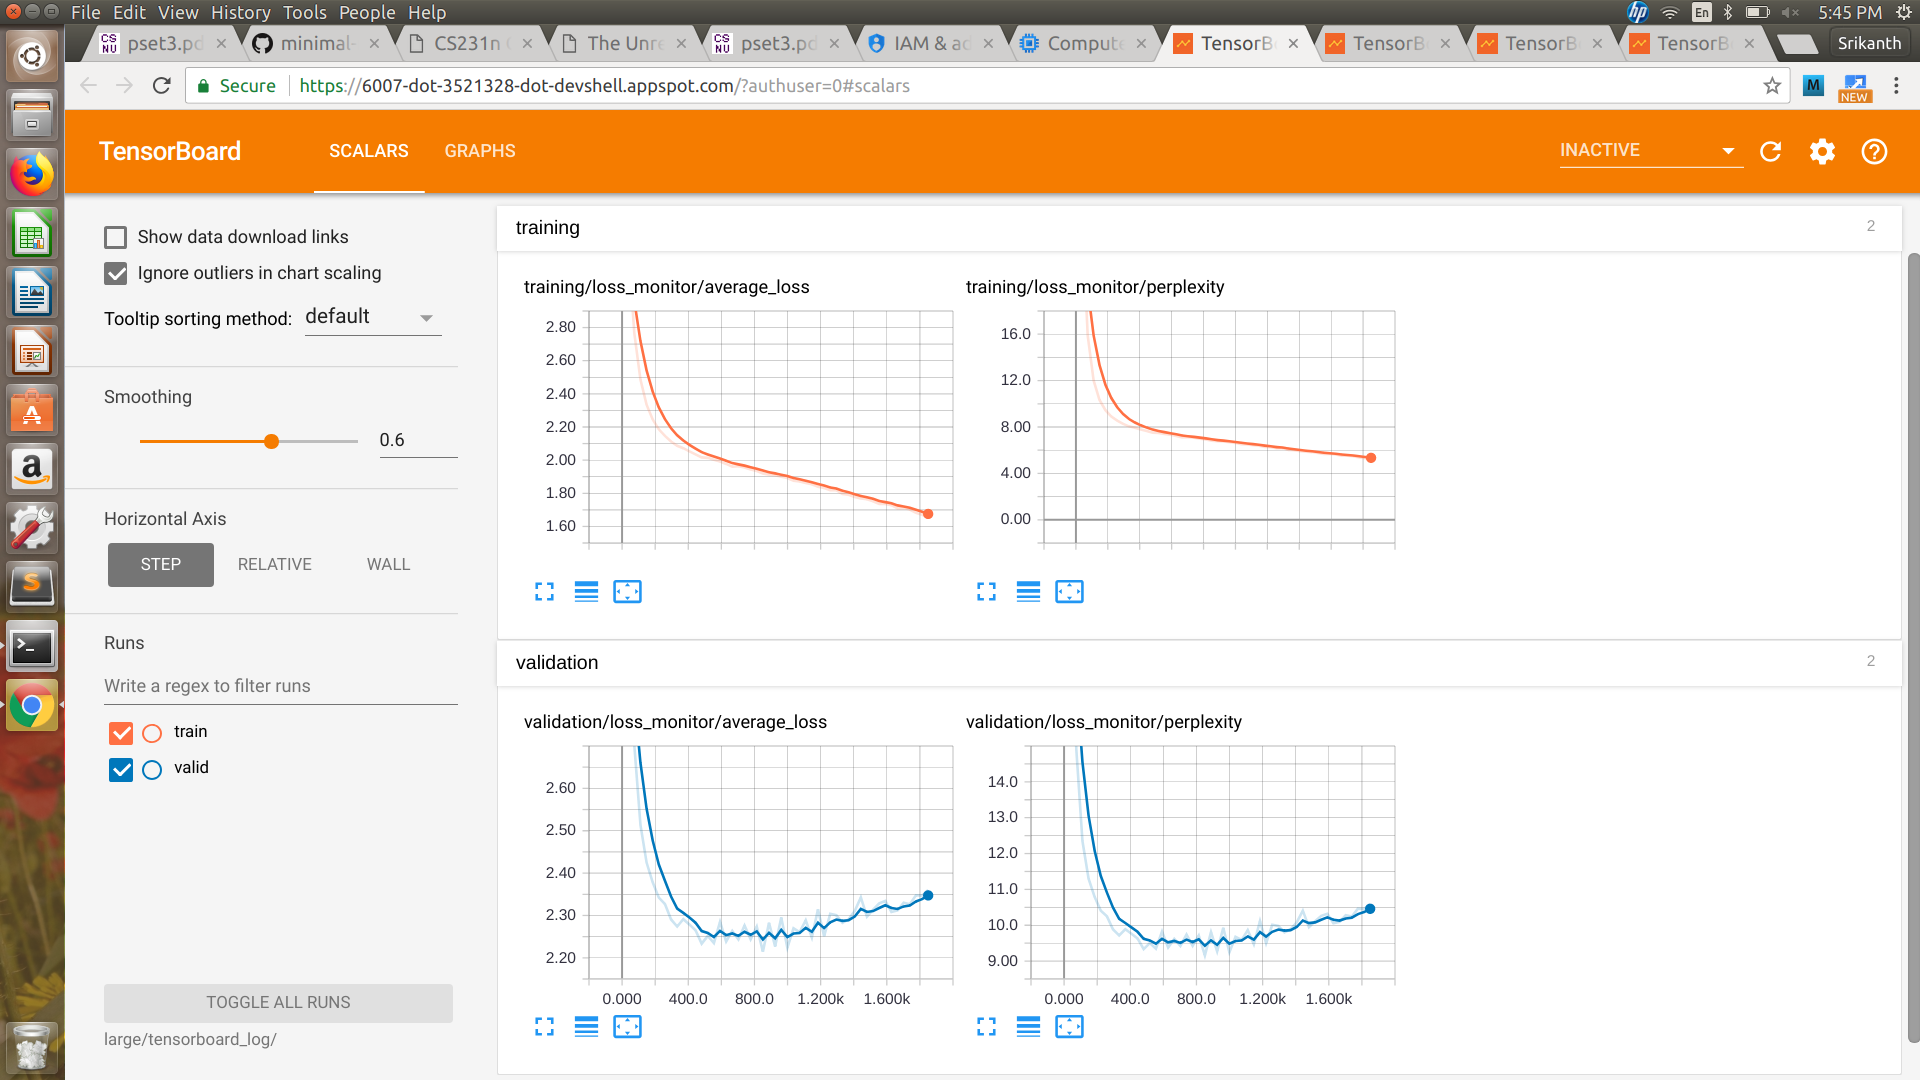 File Edit View History Tools People Help
hp En 5:45 PM
CS NU pset3.pd minimal- CS231n The Unre CS NU pset3.pd IAM & ad Compute TensorB TensorB TensorB TensorB Srikanth
Secure https://6007-dot-3521328-dot-devshell.appspot.com/?authuser=0#scalars M NEW
TensorBoard SCALARS GRAPHS INACTIVE
Show data download links
Ignore outliers in chart scaling
Tooltip sorting method: default
Smoothing
0.6
Horizontal Axis
STEP RELATIVE WALL
Runs
Write a regex to filter runs
train
valid
TOGGLE ALL RUNS
large/tensorboard_log/
training 2
training/loss_monitor/average_loss
2.80
2.60
2.40
2.20
2.00
1.80
1.60
training/loss_monitor/perplexity
16.0
12.0
8.00
4.00
0.00
validation 2
validation/loss_monitor/average_loss
2.60
2.50
2.40
2.30
2.20
0.000 400.0 800.0 1.200k 1.600k
validation/loss_monitor/perplexity
14.0
13.0
12.0
11.0
10.0
9.00
0.000 400.0 800.0 1.200k 1.600k